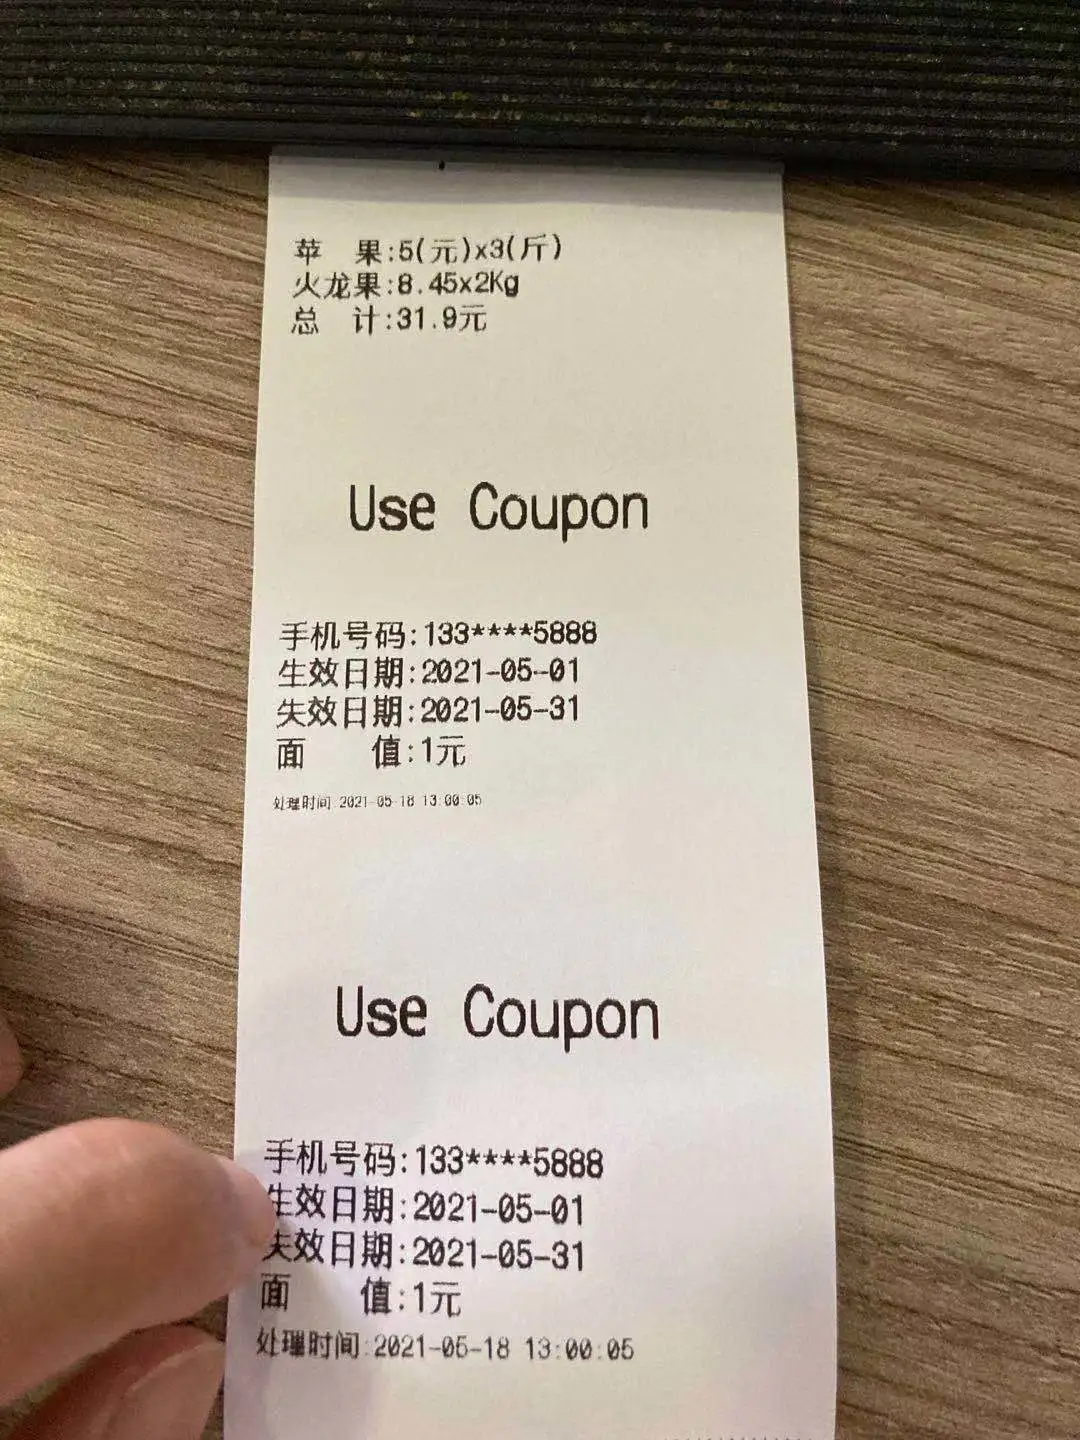 苹　果:5(元)x3(斤)
火龙果:8.45x2Kg
总　计:31.9元
Use Coupon
手机号码:133****5888
生效日期:2021-05-01
失效日期:2021-05-31
面　　值:1元
处理时间:2021-05-18 13:00:05
Use Coupon
手机号码:133****5888
生效日期:2021-05-01
失效日期:2021-05-31
面　　值:1元
处理时间:2021-05-18 13:00:05